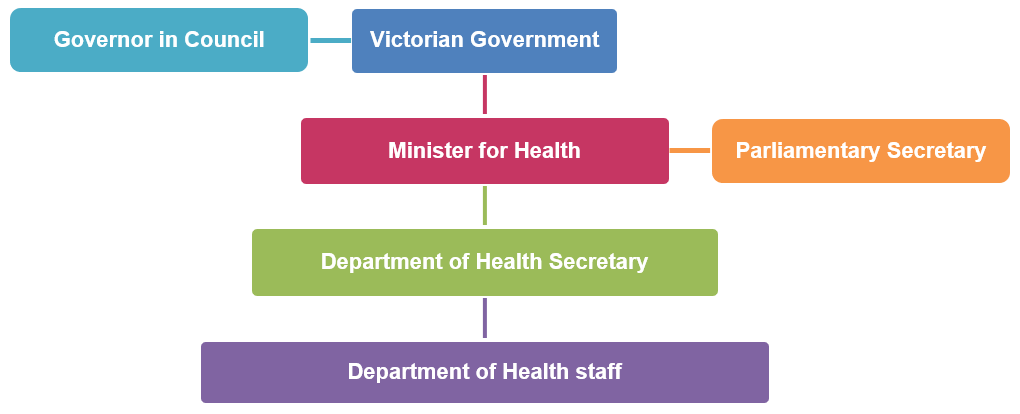 Governor in Council
Victorian Government
Minister for Health
Parliamentary Secretary
Department of Health Secretary
Department of Health staff